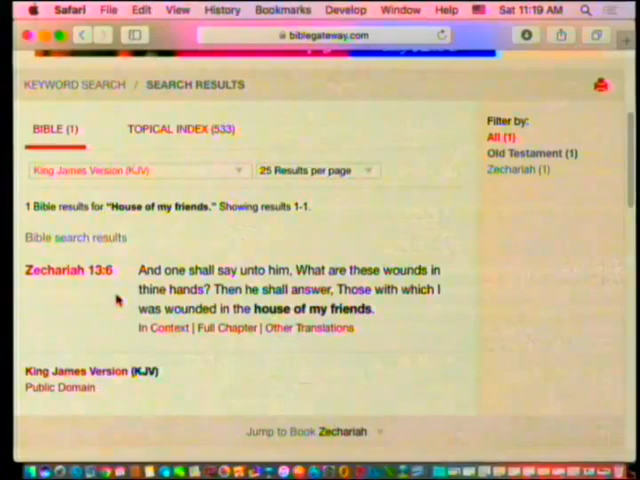 Safari File Edit View History Bookmarks Develop Window Help Sat 11:19 AM
biblegateway.com
KEYWORD SEARCH / SEARCH RESULTS
BIBLE (1) TOPICAL INDEX (533)
King James Version (KJV) 25 Results per page
1 Bible results for "House of my friends." Showing results 1-1.
Bible search results
Zechariah 13:6 And one shall say unto him, What are these wounds in
thine hands? Then he shall answer, Those with which I
was wounded in the house of my friends.
In Context | Full Chapter | Other Translations
King James Version (KJV)
Public Domain
Jump to Book Zechariah
Filter by:
All (1)
Old Testament (1)
Zechariah (1)